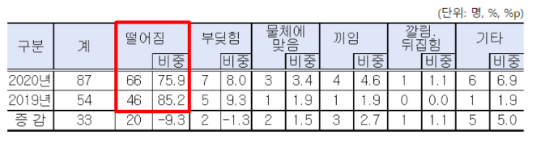 (단위: 명, %, %p)
구분 계 떨어짐 비중 부딪힘 비중 물체에 맞음 비중 끼임 비중 깔림. 뒤집힘 비중 기타 비중
2020년 87 66 75.9 7 8.0 3 3.4 4 4.6 1 1.1 6 6.9
2019년 54 46 85.2 5 9.3 1 1.9 1 1.9 0 0.0 1 1.9
증 감 33 20 -9.3 2 -1.3 2 1.5 3 2.7 1 1.1 5 5.0